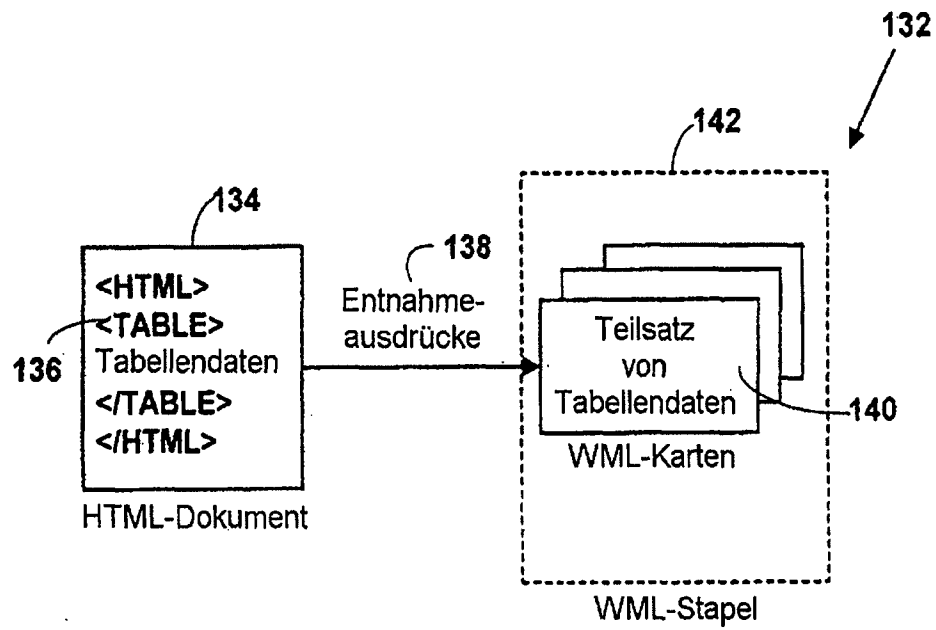 132
142
134
138
<HTML>
<TABLE>
136
Tabellendaten
</TABLE>
</HTML>
HTML-Dokument
Entnahme-
ausdrücke
Teilsatz
von
Tabellendaten
140
WML-Karten
WML-Stapel